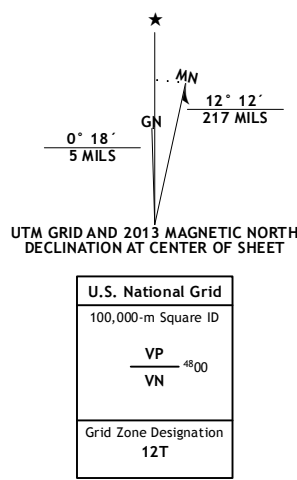 ★
MN
GN
12° 12´
217 MILS
0° 18´
5 MILS
UTM GRID AND 2013 MAGNETIC NORTH
DECLINATION AT CENTER OF SHEET
U.S. National Grid
100,000-m Square ID
VP
4800
VN
Grid Zone Designation
12T